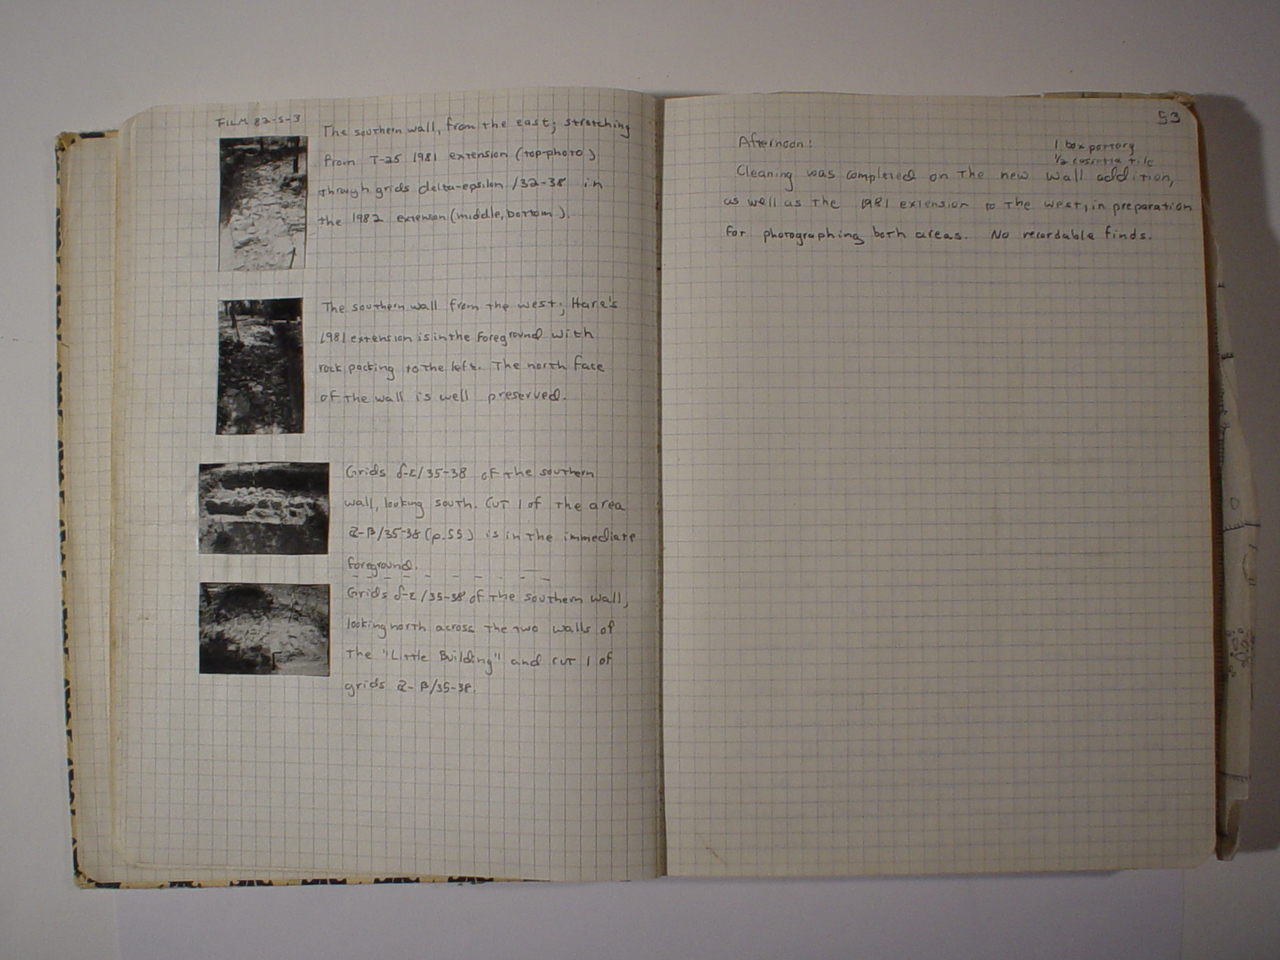 FILM 82-S-3
The southern wall, from the east; stretching
from T-25 1981 extension (top-photo)
through grids delta-epsilon /32-38 in
the 1982 extension (middle, bottom).
The southern wall from the west; Hare's
1981 extension is in the foreground with
rock packing to the left. The north face
of the wall is well preserved.
Grids δ-ε/35-38 of the southern
wall, looking south. Cut 1 of the area
α-β/35-38 (p.55) is in the immediate
foreground.
Grids δ-ε/35-38 of the southern wall,
looking north across the two walls of
the "Little Building" and cut 1 of
grids α-β/35-38.
53
Afternoon:
1 box pottery
1/2 cassetta tile
Cleaning was completed on the new wall addition,
as well as the 1981 extension to the west, in preparation
for photographing both areas. No recordable finds.